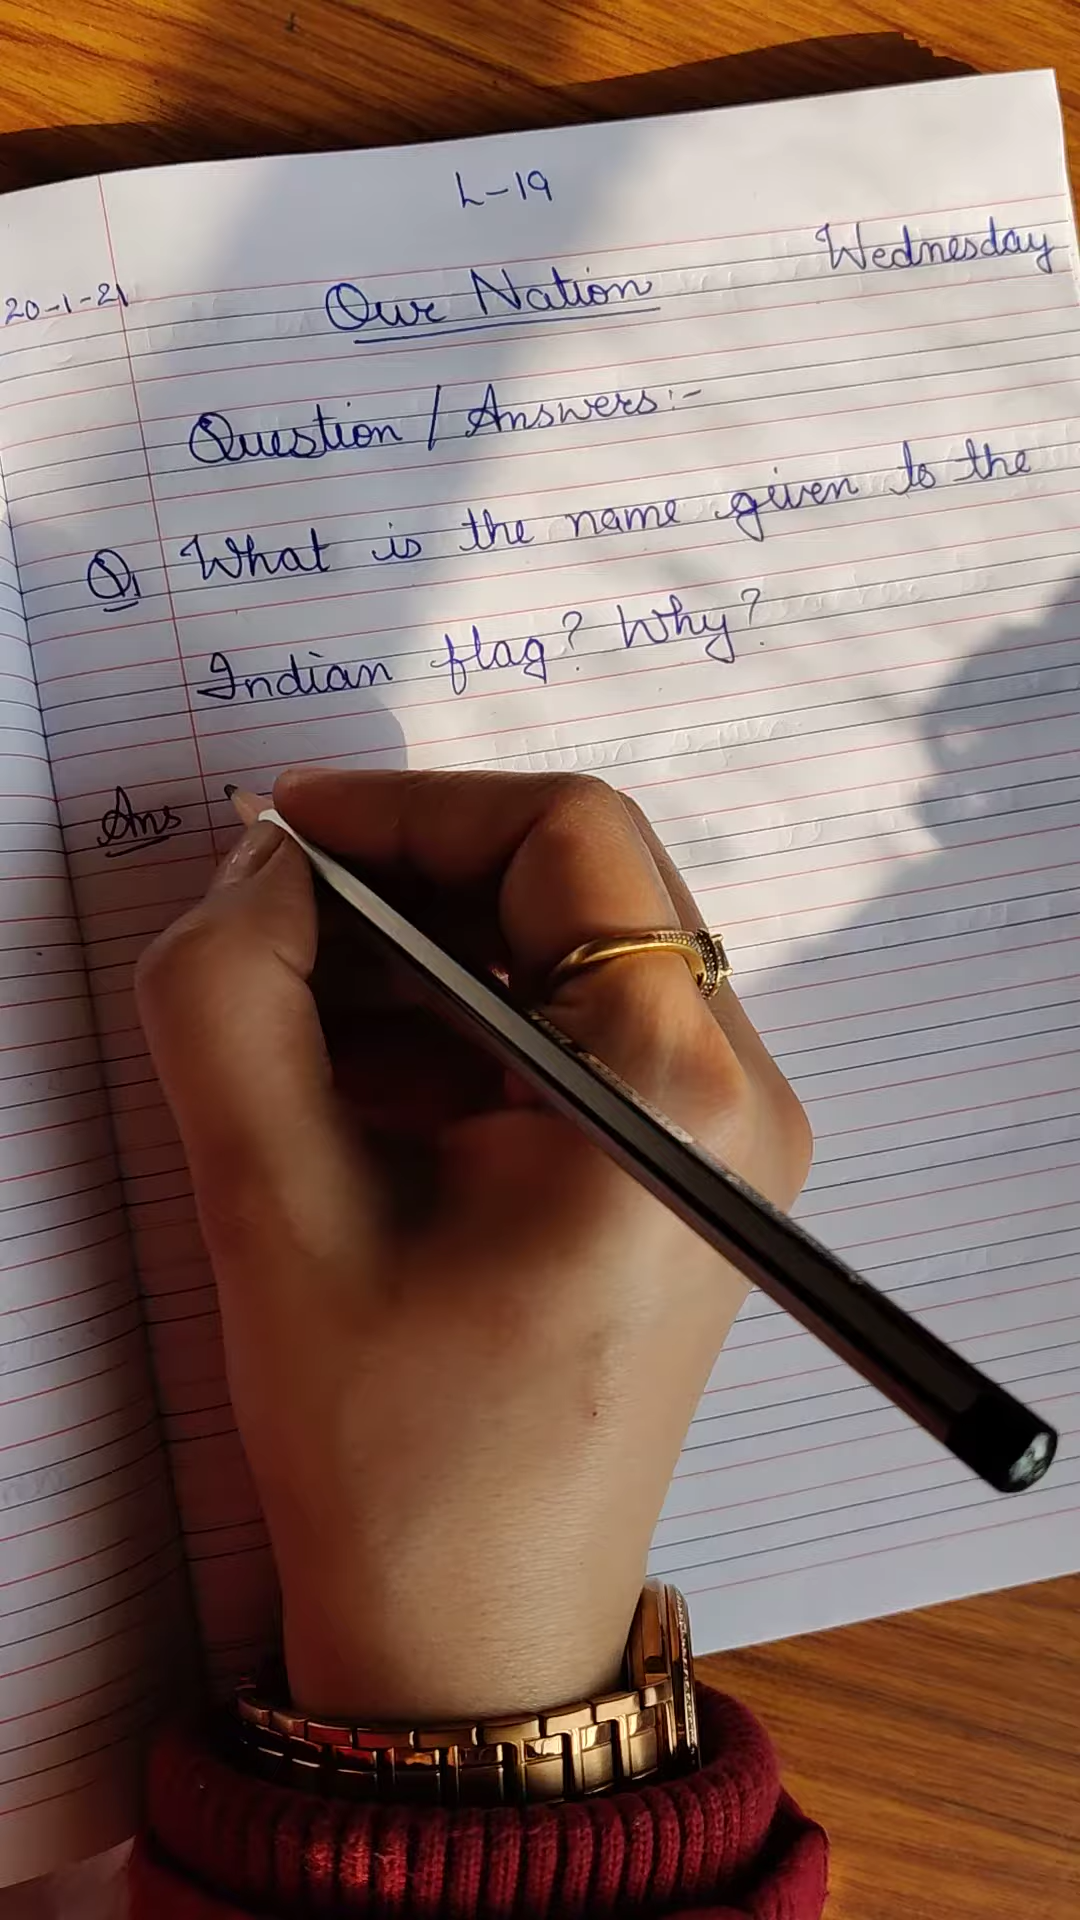 L-19
Wednesday
20-1-21
Our Nation
Question / Answers:-
Q1 What is the name given to the
Indian flag? Why?
Ans